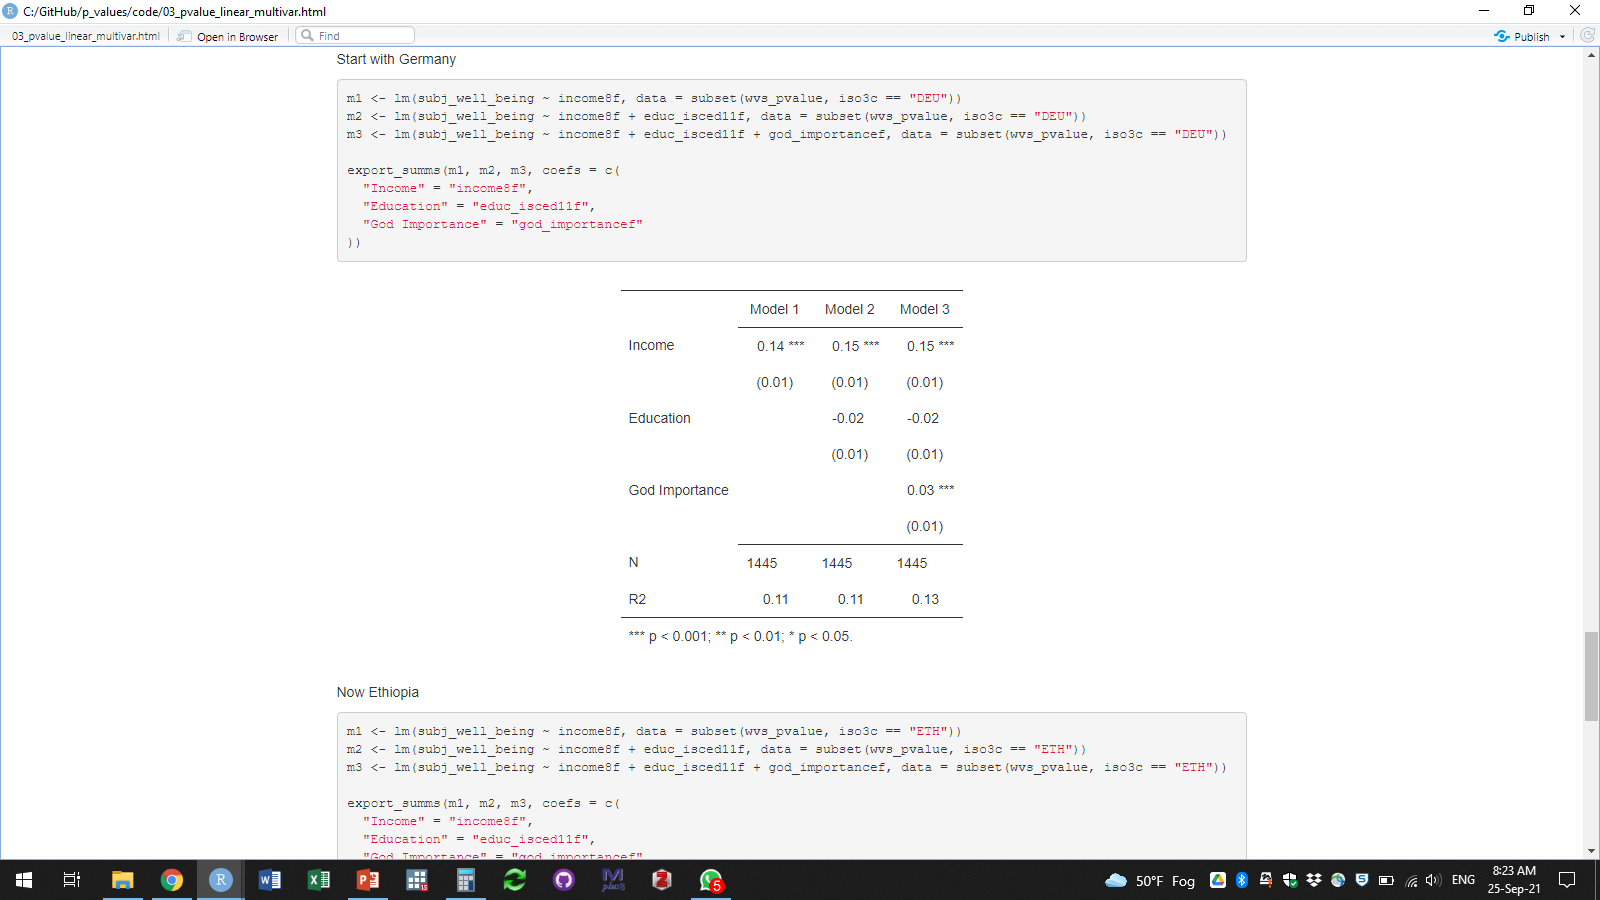 C:/GitHub/p_values/code/03_pvalue_linear_multivar.html
03_pvalue_linear_multivar.html Open in Browser Find Publish
Start with Germany
m1 <- lm(subj_well_being ~ income8f, data = subset(wvs_pvalue, iso3c == "DEU"))
m2 <- lm(subj_well_being ~ income8f + educ_isced11f, data = subset(wvs_pvalue, iso3c == "DEU"))
m3 <- lm(subj_well_being ~ income8f + educ_isced11f + god_importancef, data = subset(wvs_pvalue, iso3c == "DEU"))
export_summs(m1, m2, m3, coefs = c(
"Income" = "income8f",
"Education" = "educ_isced11f",
"God Importance" = "god_importancef"
))
Model 1 Model 2 Model 3
Income 0.14 *** 0.15 *** 0.15 ***
(0.01) (0.01) (0.01)
Education -0.02 -0.02
(0.01) (0.01)
God Importance 0.03 ***
(0.01)
N 1445 1445 1445
R2 0.11 0.11 0.13
*** p < 0.001; ** p < 0.01; * p < 0.05.
Now Ethiopia
m1 <- lm(subj_well_being ~ income8f, data = subset(wvs_pvalue, iso3c == "ETH"))
m2 <- lm(subj_well_being ~ income8f + educ_isced11f, data = subset(wvs_pvalue, iso3c == "ETH"))
m3 <- lm(subj_well_being ~ income8f + educ_isced11f + god_importancef, data = subset(wvs_pvalue, iso3c == "ETH"))
export_summs(m1, m2, m3, coefs = c(
"Income" = "income8f",
"Education" = "educ_isced11f",
"God Importance" = "god_importancef"
50°F Fog ENG 8:23 AM
25-Sep-21